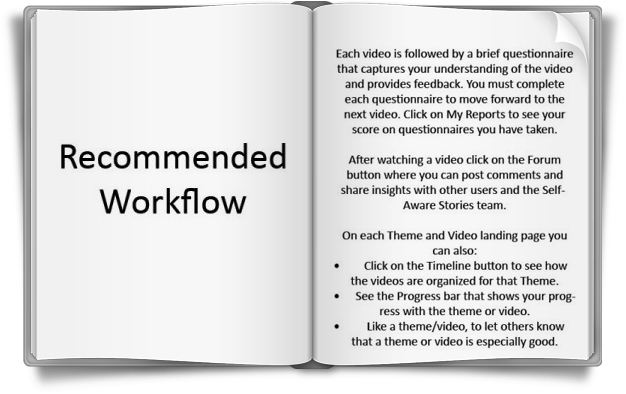 Recommended
Workflow
Each video is followed by a brief questionnaire
that captures your understanding of the video
and provides feedback. You must complete
each questionnaire to move forward to the
next video. Click on My Reports to see your
score on questionnaires you have taken.
After watching a video click on the Forum
button where you can post comments and
share insights with other users and the Self-
Aware Stories team.
On each Theme and Video landing page you
can also:
• Click on the Timeline button to see how
the videos are organized for that Theme.
• See the Progress bar that shows your prog-
ress with the theme or video.
• Like a theme/video, to let others know
that a theme or video is especially good.